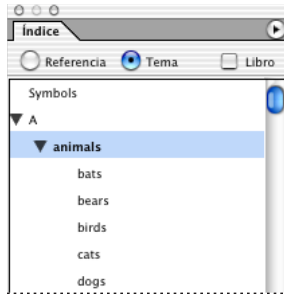 Índice
Referencia Tema Libro
Symbols
A
animals
bats
bears
birds
cats
dogs